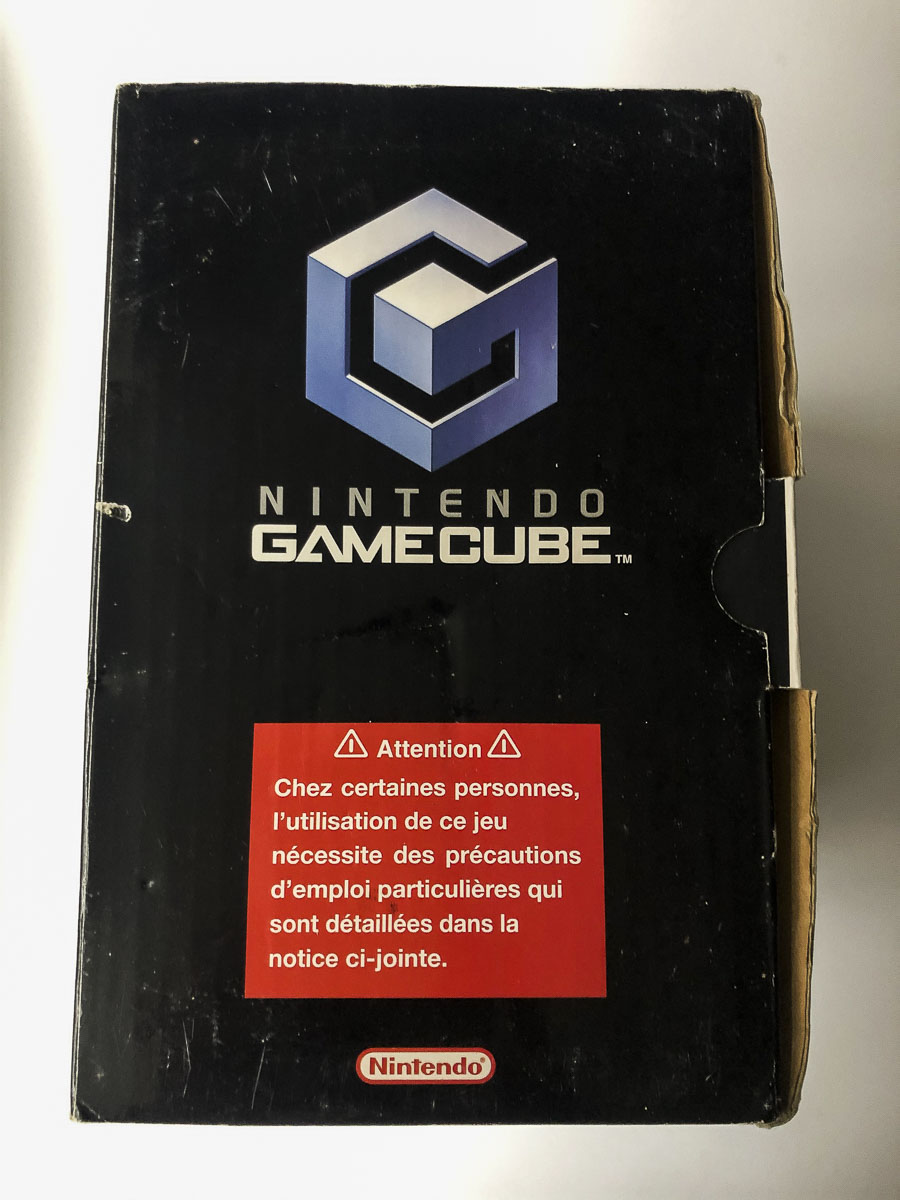 NINTENDO
GAMECUBE™
Attention
Chez certaines personnes,
l'utilisation de ce jeu
nécessite des précautions
d'emploi particulières qui
sont détaillées dans la
notice ci-jointe.
Nintendo®